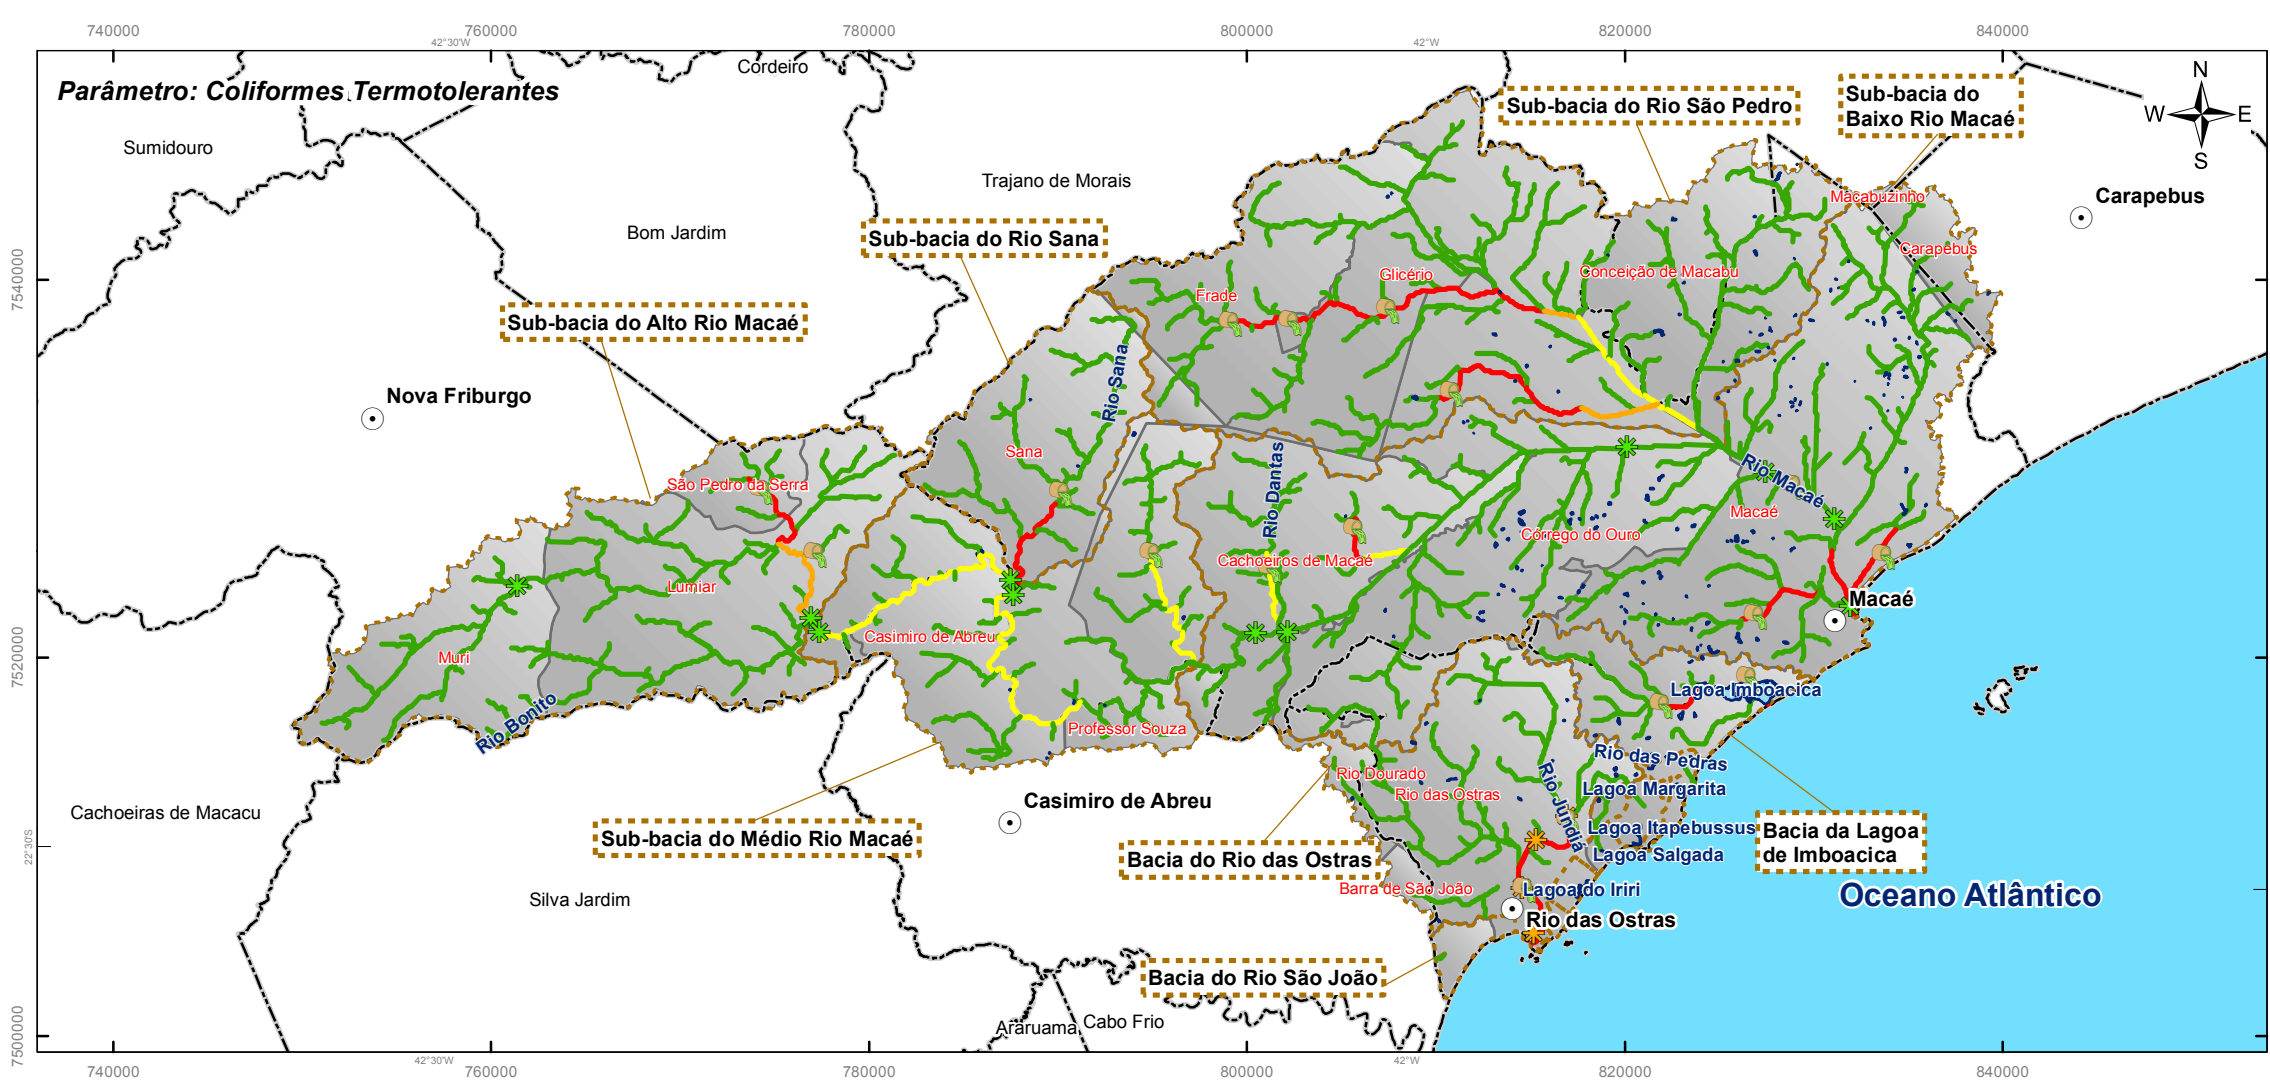 740000
760000
780000
800000
820000
840000
42°30'W
42°W
Parâmetro: Coliformes Termotolerantes
Cordeiro
N
W
E
S
Sub-bacia do Rio São Pedro
Sub-bacia do
Baixo Rio Macaé
Sumidouro
Trajano de Morais
Macabuzinho
Carapebus
Bom Jardim
Sub-bacia do Rio Sana
Carapebus
7540000
Glicério
Conceição de Macabu
Frade
Sub-bacia do Alto Rio Macaé
Nova Friburgo
Rio Sana
Sana
Rio Dantas
Rio Macaé
São Pedro da Serra
Macaé
Córrego do Ouro
Cachoeiros de Macaé
Lumiar
Macaé
Casimiro de Abreu
7520000
Muri
Lagoa Imboacica
Rio Bonito
Professor Souza
Rio das Pedras
Rio Dourado
Rio das Ostras
Rio Jundiá
Lagoa Margarita
Cachoeiras de Macacu
Casimiro de Abreu
Lagoa Itapebussus
Bacia da Lagoa
de Imboacica
Sub-bacia do Médio Rio Macaé
22°30'S
Bacia do Rio das Ostras
Lagoa Salgada
Barra de São João
Lagoa do Iriri
Oceano Atlântico
Silva Jardim
Rio das Ostras
Bacia do Rio São João
Araruama
Cabo Frio
7500000
42°30'W
42°W
740000
760000
780000
800000
820000
840000